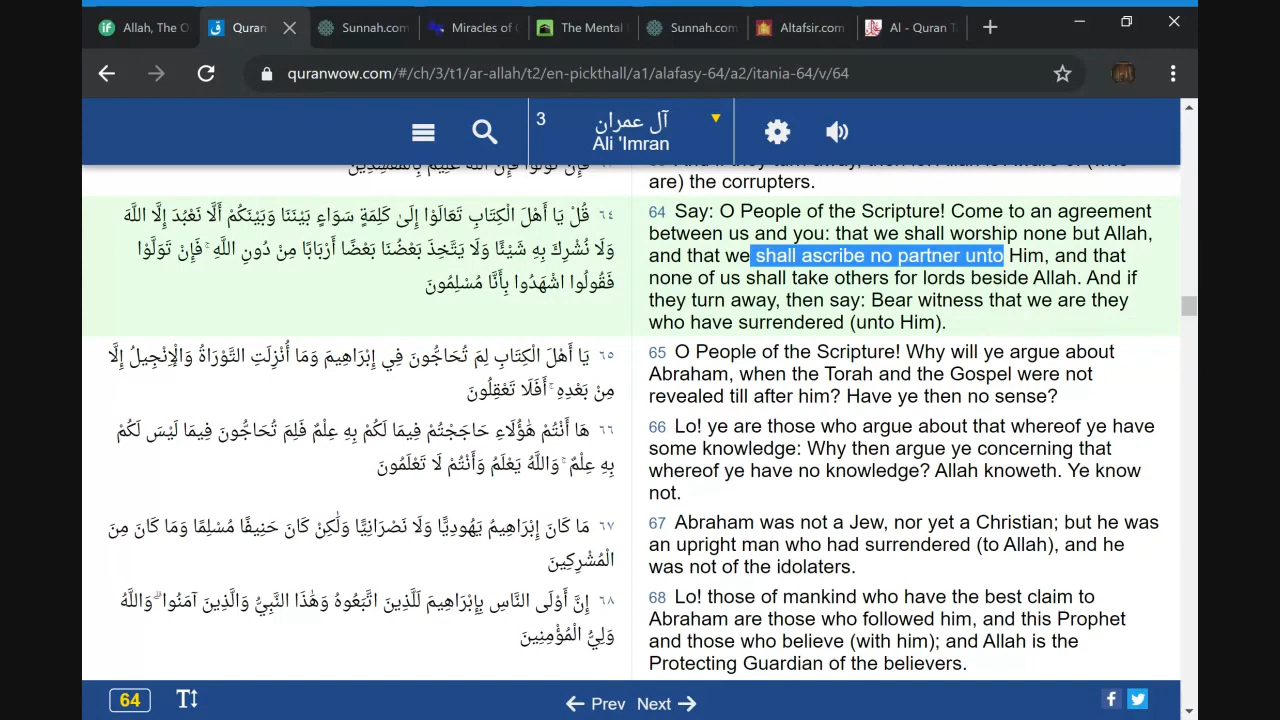 Allah, The O
Quran
Sunnah.com
Miracles of
The Mental
Sunnah.com
Altafsir.com
Al - Quran T
quranwow.com/#/ch/3/t1/ar-allah/t2/en-pickthall/a1/alafasy-64/a2/itania-64/v/64
3
آل عمران
Ali 'Imran
(are) the corrupters.
٦٤ قُلْ يَا أَهْلَ الْكِتَابِ تَعَالَوْا إِلَىٰ كَلِمَةٍ سَوَاءٍ بَيْنَنَا وَبَيْنَكُمْ أَلَّا نَعْبُدَ إِلَّا اللَّهَ
وَلَا نُشْرِكَ بِهِ شَيْئًا وَلَا يَتَّخِذَ بَعْضُنَا بَعْضًا أَرْبَابًا مِنْ دُونِ اللَّهِ ۚ فَإِنْ تَوَلَّوْا
فَقُولُوا اشْهَدُوا بِأَنَّا مُسْلِمُونَ
64 Say: O People of the Scripture! Come to an agreement
between us and you: that we shall worship none but Allah,
and that we shall ascribe no partner unto Him, and that
none of us shall take others for lords beside Allah. And if
they turn away, then say: Bear witness that we are they
who have surrendered (unto Him).
٦٥ يَا أَهْلَ الْكِتَابِ لِمَ تُحَاجُّونَ فِي إِبْرَاهِيمَ وَمَا أُنْزِلَتِ التَّوْرَاةُ وَالْإِنْجِيلُ إِلَّا
مِنْ بَعْدِهِ ۚ أَفَلَا تَعْقِلُونَ
65 O People of the Scripture! Why will ye argue about
Abraham, when the Torah and the Gospel were not
revealed till after him? Have ye then no sense?
٦٦ هَا أَنْتُمْ هَٰؤُلَاءِ حَاجَجْتُمْ فِيمَا لَكُمْ بِهِ عِلْمٌ فَلِمَ تُحَاجُّونَ فِيمَا لَيْسَ لَكُمْ
بِهِ عِلْمٌ ۚ وَاللَّهُ يَعْلَمُ وَأَنْتُمْ لَا تَعْلَمُونَ
66 Lo! ye are those who argue about that whereof ye have
some knowledge: Why then argue ye concerning that
whereof ye have no knowledge? Allah knoweth. Ye know
not.
٦٧ مَا كَانَ إِبْرَاهِيمُ يَهُودِيًّا وَلَا نَصْرَانِيًّا وَلَٰكِنْ كَانَ حَنِيفًا مُسْلِمًا وَمَا كَانَ مِنَ
الْمُشْرِكِينَ
67 Abraham was not a Jew, nor yet a Christian; but he was
an upright man who had surrendered (to Allah), and he
was not of the idolaters.
٦٨ إِنَّ أَوْلَى النَّاسِ بِإِبْرَاهِيمَ لَلَّذِينَ اتَّبَعُوهُ وَهَٰذَا النَّبِيُّ وَالَّذِينَ آمَنُوا ۗ وَاللَّهُ
وَلِيُّ الْمُؤْمِنِينَ
68 Lo! those of mankind who have the best claim to
Abraham are those who followed him, and this Prophet
and those who believe (with him); and Allah is the
Protecting Guardian of the believers.
64
T
Prev Next